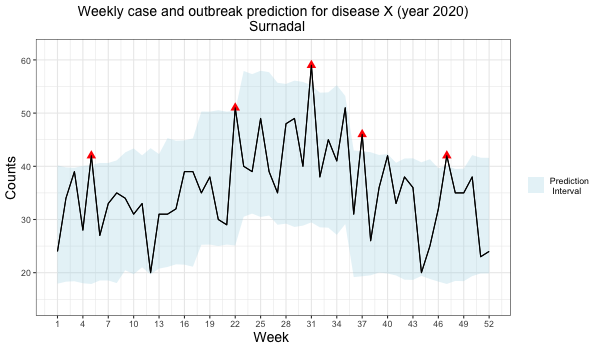 Weekly case and outbreak prediction for disease X (year 2020)
Surnadal
Counts
60
50
40
30
20
1 4 7 10 13 16 19 22 25 28 31 34 37 40 43 46 49 52
Week
Prediction
Interval